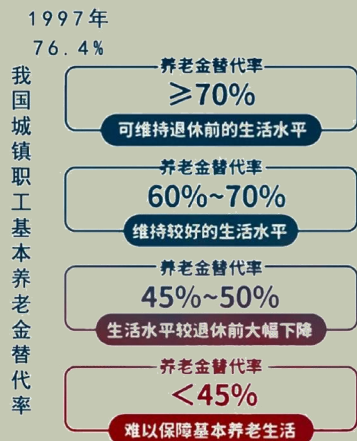 1997年
76.4%
我国城镇职工基本养老金替代率
养老金替代率
≥70%
可维持退休前的生活水平
养老金替代率
60%~70%
维持较好的生活水平
养老金替代率
45%~50%
生活水平较退休前大幅下降
养老金替代率
<45%
难以保障基本养老生活